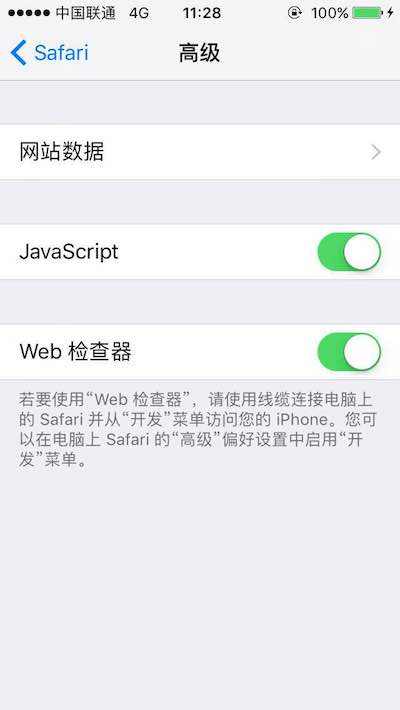 中国联通 4G 11:28 100%
Safari 高级
网站数据
JavaScript
Web 检查器
若要使用“Web 检查器”，请使用线缆连接电脑上
的 Safari 并从“开发”菜单访问您的 iPhone。您可
以在电脑上 Safari 的“高级”偏好设置中启用“开
发”菜单。